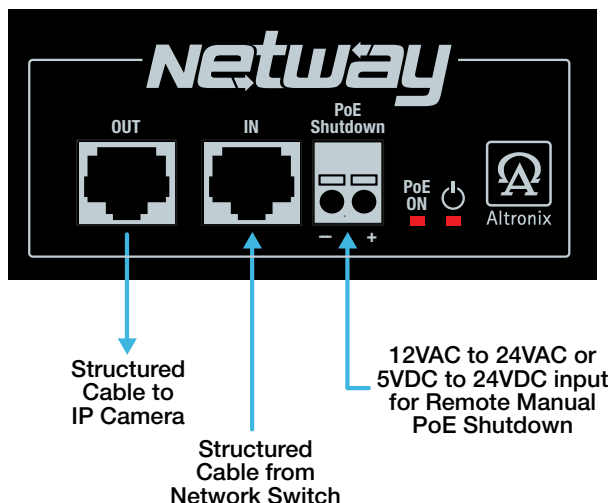 Netway
OUT
IN
PoE
Shutdown
PoE
ON
Altronix
– +
Structured
Cable to
IP Camera
12VAC to 24VAC or
5VDC to 24VDC input
for Remote Manual
PoE Shutdown
Structured
Cable from
Network Switch